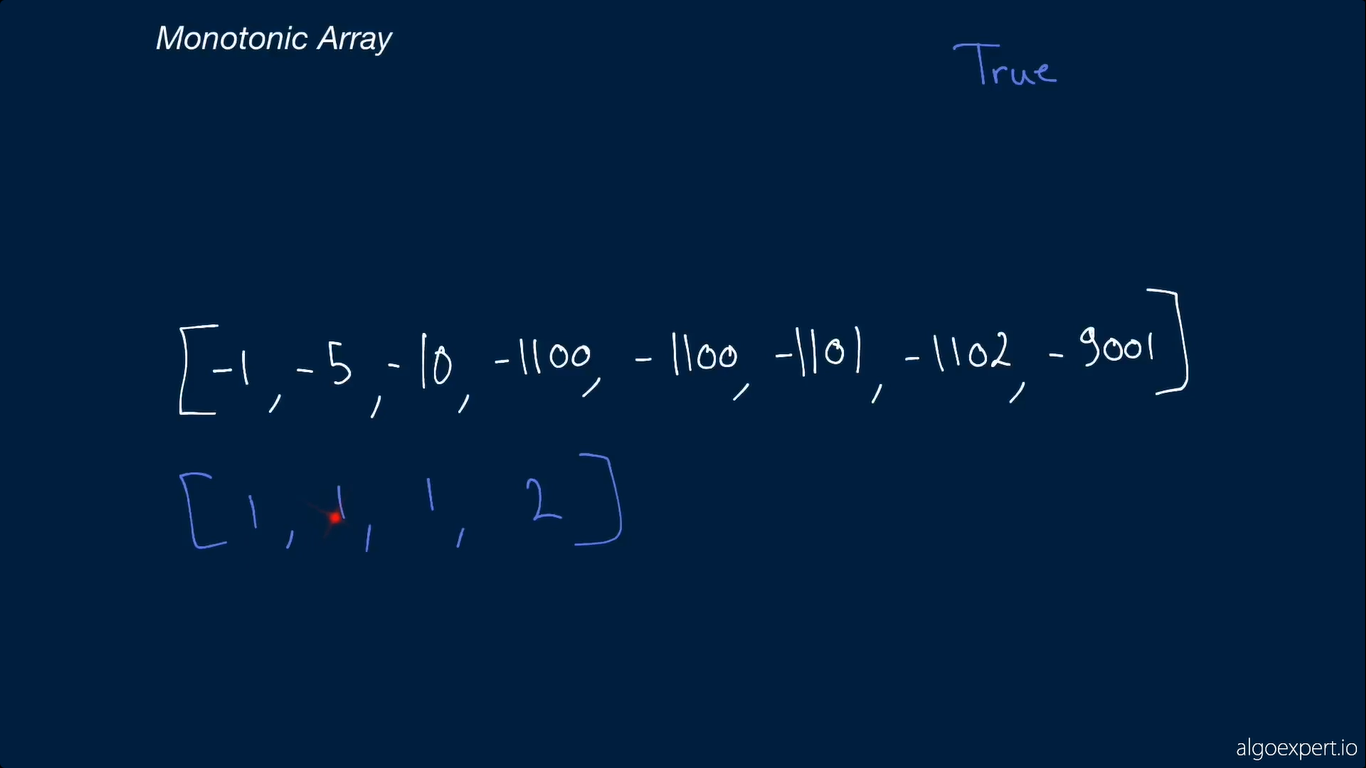 Monotonic Array
True
[-1, -5, -10, -1100, -1100, -1101, -1102, -9001]
[1, 1, 1, 2]
algoexpert.io